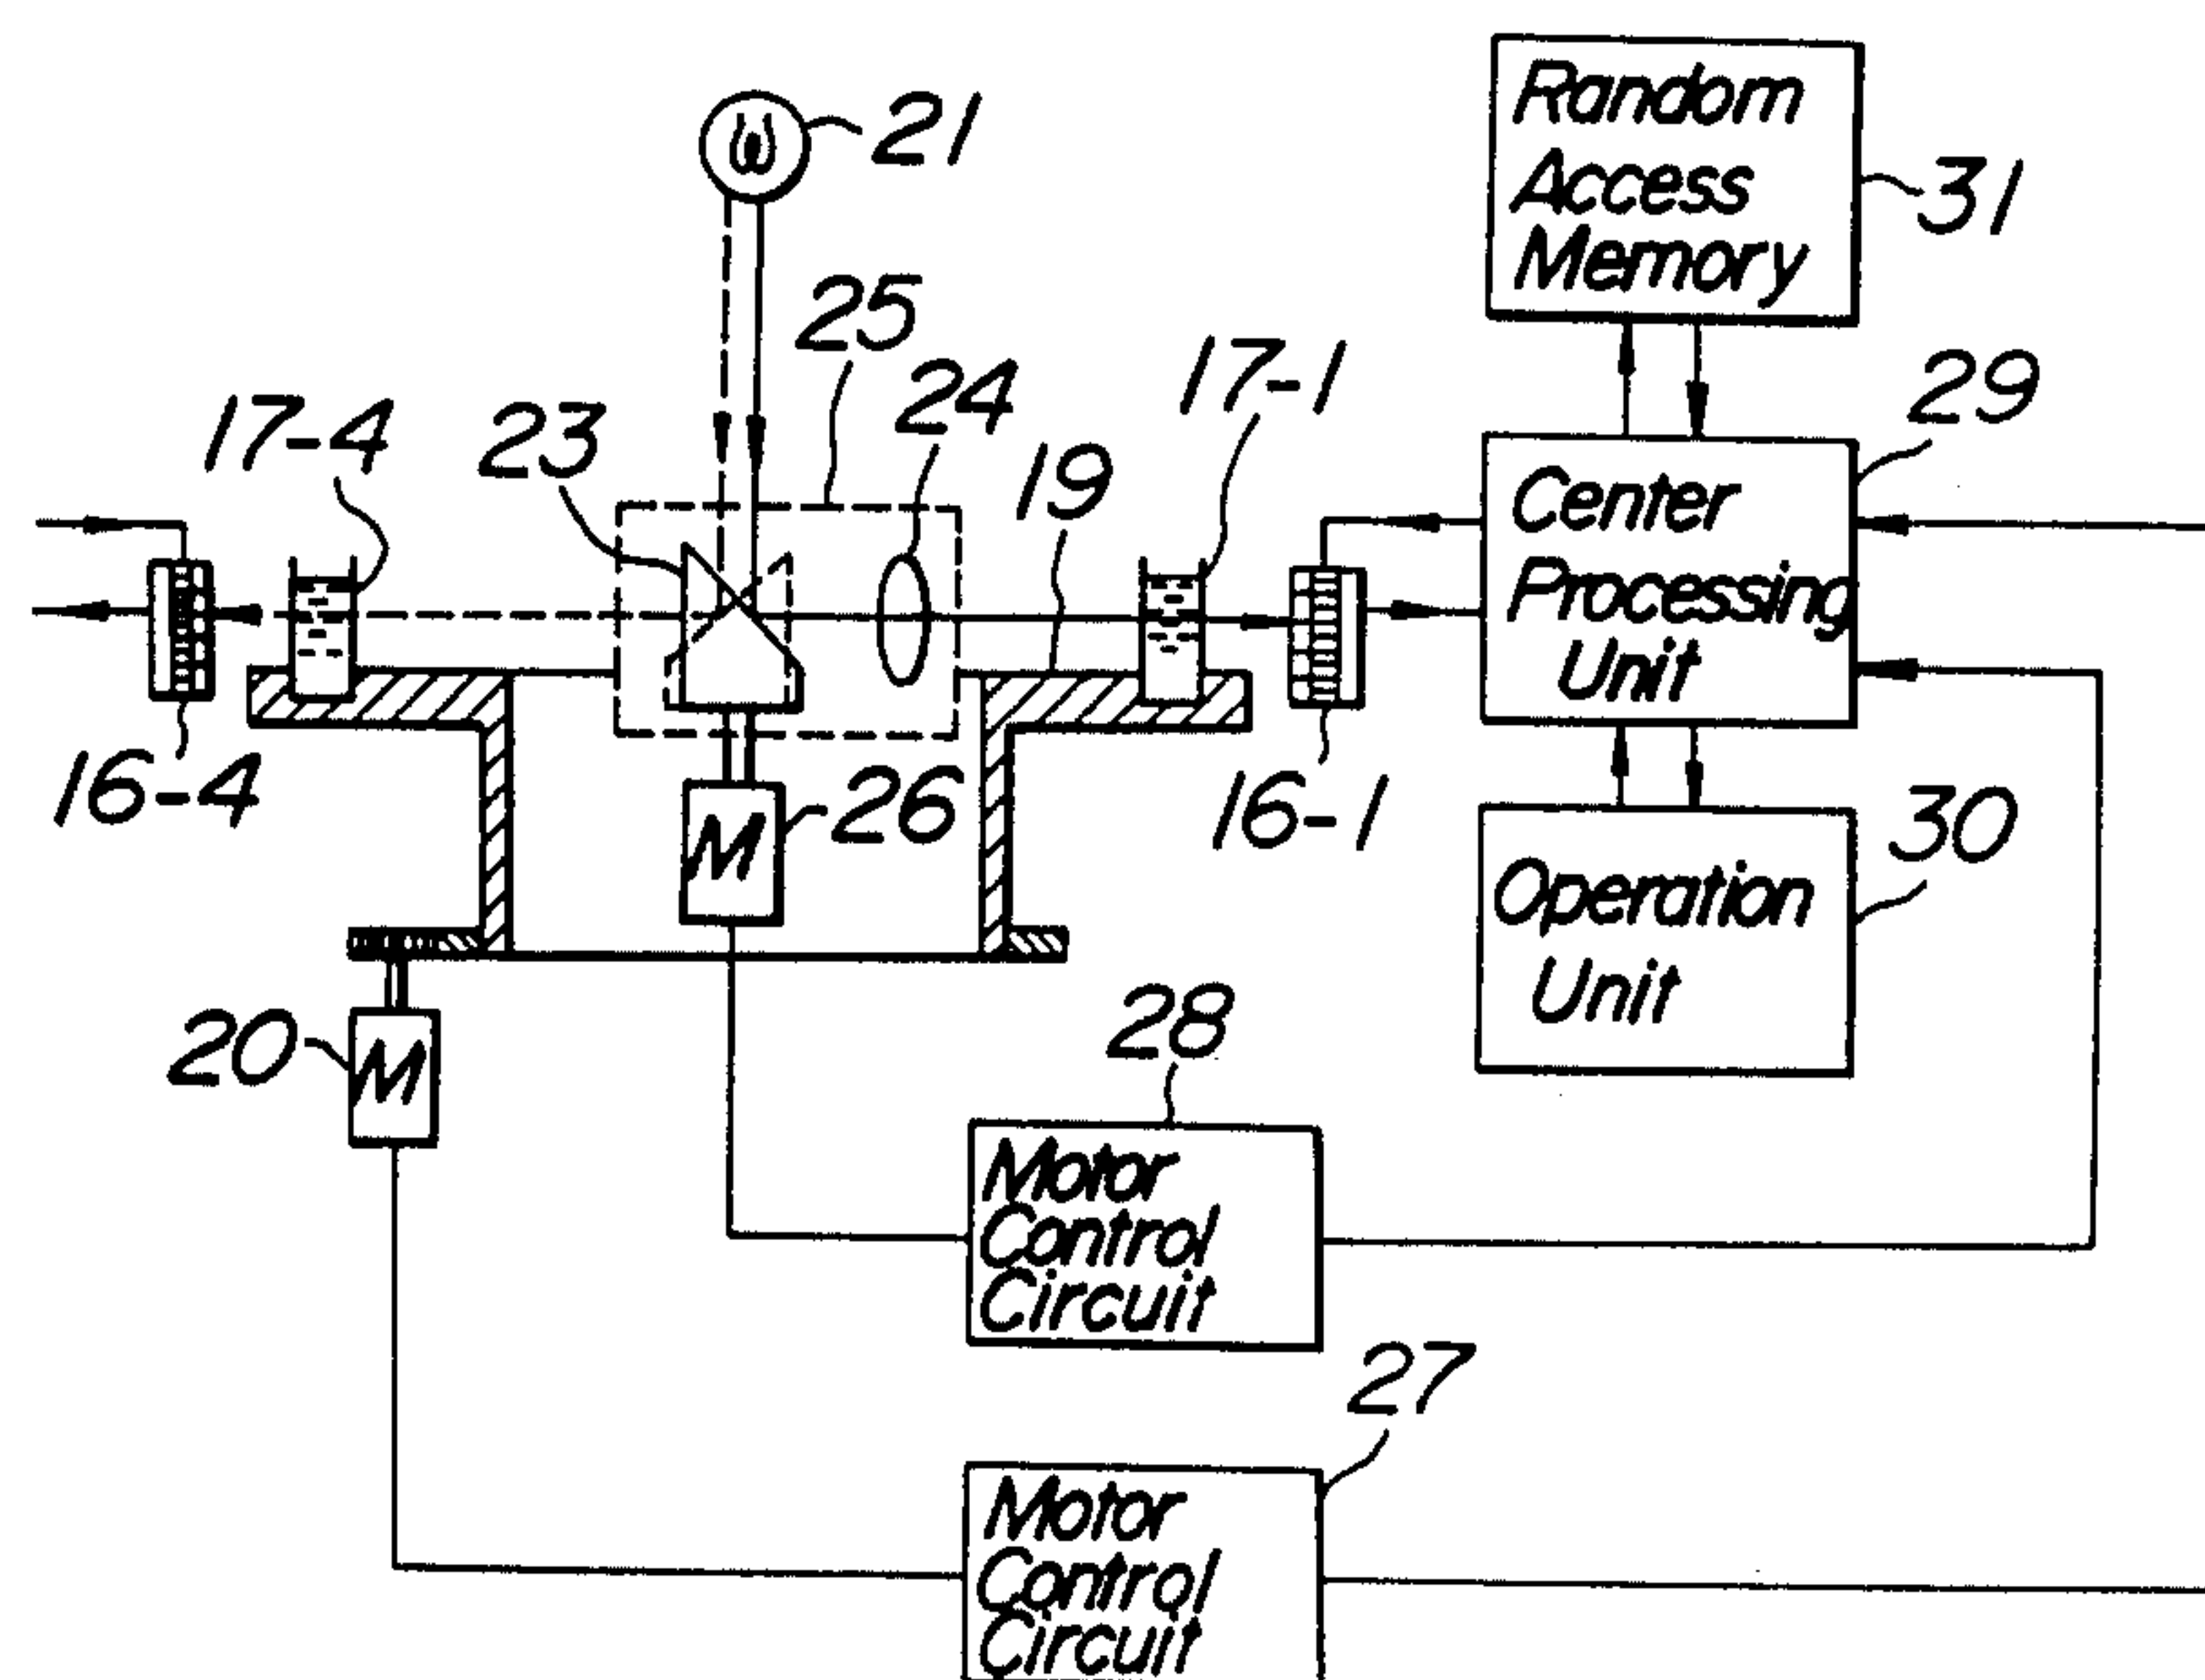 21
Random
Access
Memory
31
25
24
17-1
29
17-4
23
19
Center
Processing
Unit
16-4
26
16-1
30
M
Operation
Unit
20
M
28
Motor
Control
Circuit
27
Motor
Control
Circuit